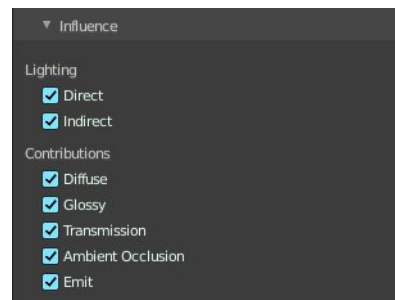 Influence
Lighting
Direct
Indirect
Contributions
Diffuse
Glossy
Transmission
Ambient Occlusion
Emit